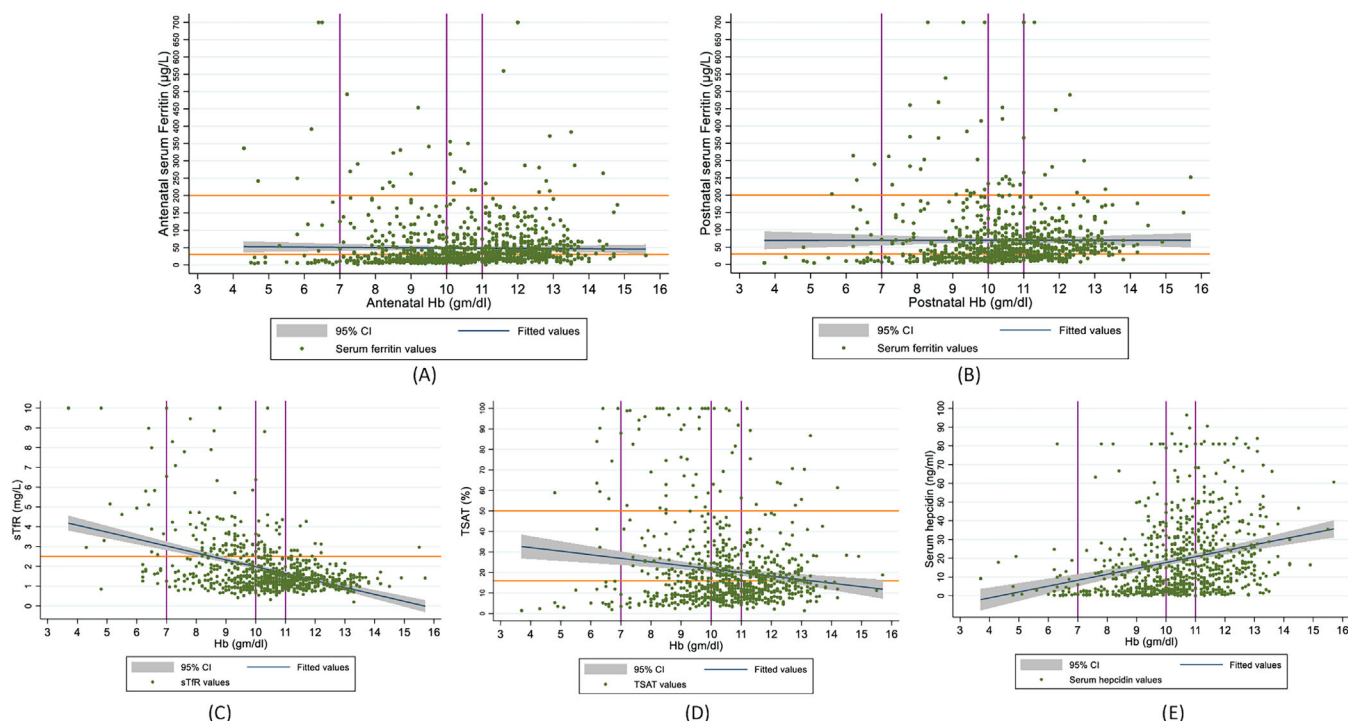 Antenatal serum Ferritin (µg/L)
700
650
600
550
500
450
400
350
300
250
200
150
100
50
0
3 4 5 6 7 8 9 10 11 12 13 14 15 16
Antenatal Hb (gm/dl)
95% CI Fitted values
Serum ferritin values
(A)
Postnatal serum Ferritin (µg/L)
700
650
600
550
500
450
400
350
300
250
200
150
100
50
0
3 4 5 6 7 8 9 10 11 12 13 14 15 16
Postnatal Hb (gm/dl)
95% CI Fitted values
Serum ferritin values
(B)
sTfR (mg/L)
10
9
8
7
6
5
4
3
2
1
0
3 4 5 6 7 8 9 10 11 12 13 14 15 16
Hb (gm/dl)
95% CI Fitted values
sTfR values
(C)
TSAT (%)
100
90
80
70
60
50
40
30
20
10
0
3 4 5 6 7 8 9 10 11 12 13 14 15 16
Hb (gm/dl)
95% CI Fitted values
TSAT values
(D)
Serum hepcidin (ng/ml)
100
90
80
70
60
50
40
30
20
10
0
3 4 5 6 7 8 9 10 11 12 13 14 15 16
Hb (gm/dl)
95% CI Fitted values
Serum hepcidin values
(E)